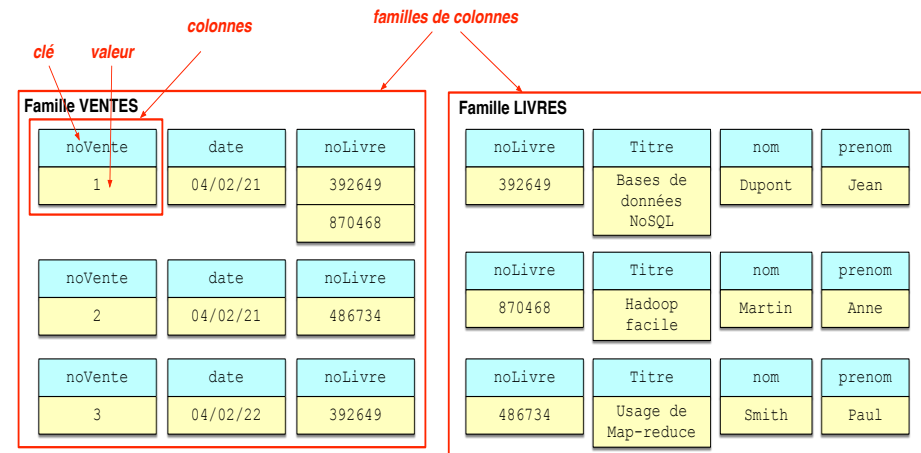 familles de colonnes
colonnes
clé valeur
Famille VENTES
noVente date noLivre
1 04/02/21 392649
870468
noVente date noLivre
2 04/02/21 486734
noVente date noLivre
3 04/02/22 392649
Famille LIVRES
noLivre Titre nom prenom
392649 Bases de Dupont Jean
données
NoSQL
noLivre Titre nom prenom
870468 Hadoop Martin Anne
facile
noLivre Titre nom prenom
486734 Usage de Smith Paul
Map-reduce